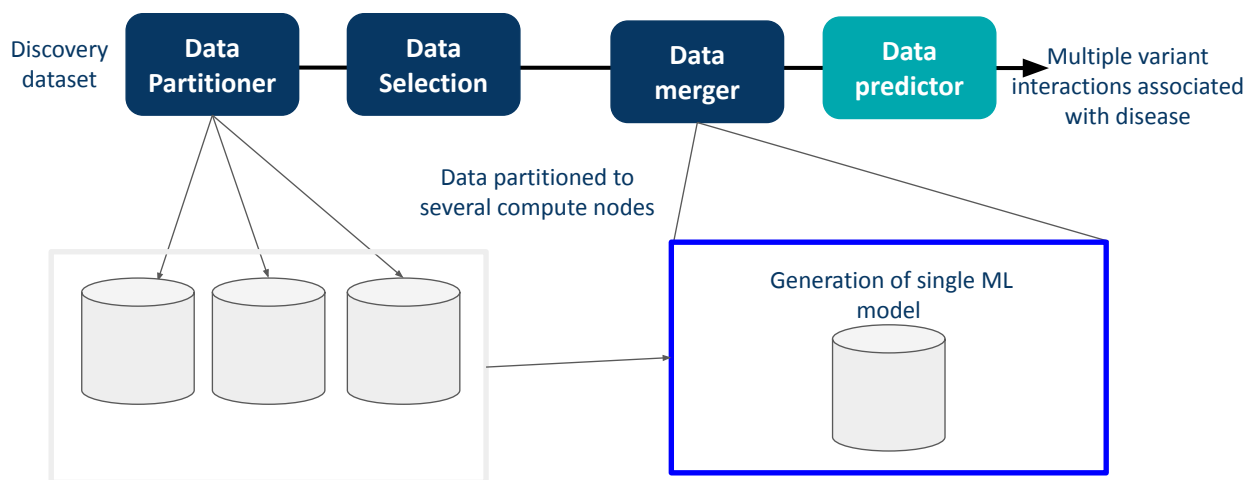 Discovery
dataset
Data
Partitioner
Data
Selection
Data
merger
Data
predictor
Multiple variant
interactions associated
with disease
Data partitioned to
several compute nodes
Generation of single ML
model